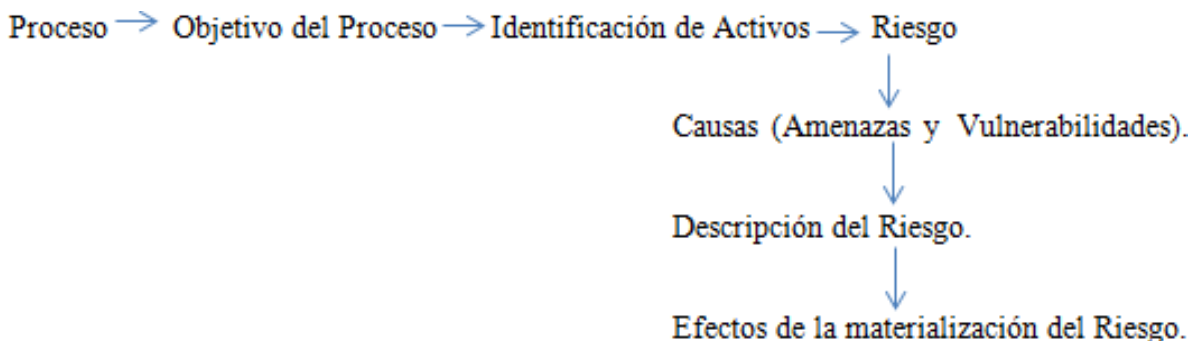 Proceso → Objetivo del Proceso → Identificación de Activos → Riesgo
Causas (Amenazas y Vulnerabilidades).
Descripción del Riesgo.
Efectos de la materialización del Riesgo.